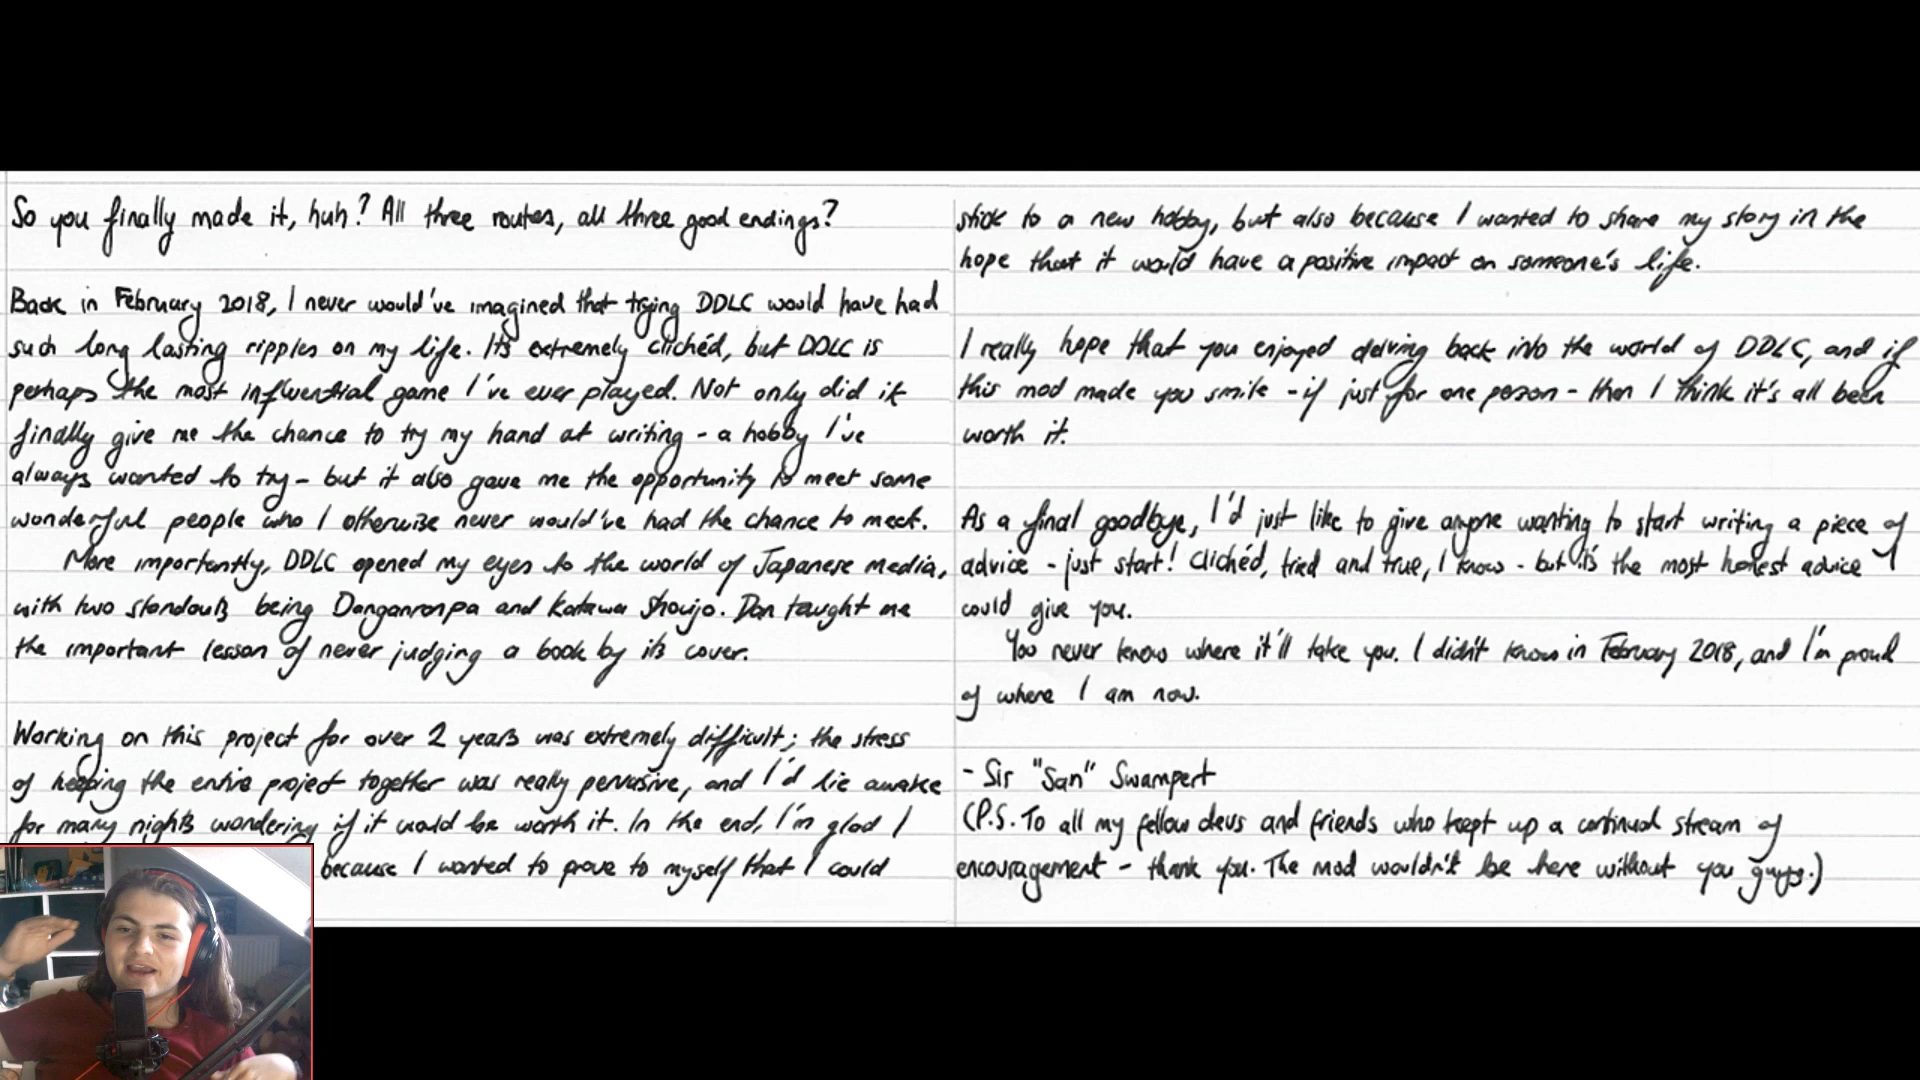 So you finally made it, huh? All three routes, all three good endings?
Back in February 2018, I never would've imagined that trying DDLC would have had
such long lasting ripples on my life. It's extremely clichéd, but DDLC is
perhaps the most influential game I've ever played. Not only did it
finally give me the chance to try my hand at writing - a hobby I've
always wanted to try - but it also gave me the opportunity to meet some
wonderful people who I otherwise never would've had the chance to meet.
More importantly, DDLC opened my eyes to the world of Japanese media,
with two standouts being Danganronpa and Katawa Shoujo. Dan taught me
the important lesson of never judging a book by its cover.
Working on this project for over 2 years was extremely difficult; the stress
of keeping the entire project together was really pervasive, and I'd lie awake
for many nights wondering if it would be worth it. In the end, I'm glad I
because I wanted to prove to myself that I could
stick to a new hobby, but also because I wanted to share my story in the
hope that it would have a positive impact on someone's life.
I really hope that you enjoyed delving back into the world of DDLC, and if
this mod made you smile - if just for one person - then I think it's all been
worth it.
As a final goodbye, I'd just like to give anyone wanting to start writing a piece of
advice - just start! Clichéd, tried and true, I know - but it's the most honest advice I
could give you.
You never know where it'll take you. I didn't know in February 2018, and I'm proud
of where I am now.
- Sir "San" Swampert
(P.S. To all my fellow devs and friends who kept up a continual stream of
encouragement - thank you. The mod wouldn't be here without you guys.)